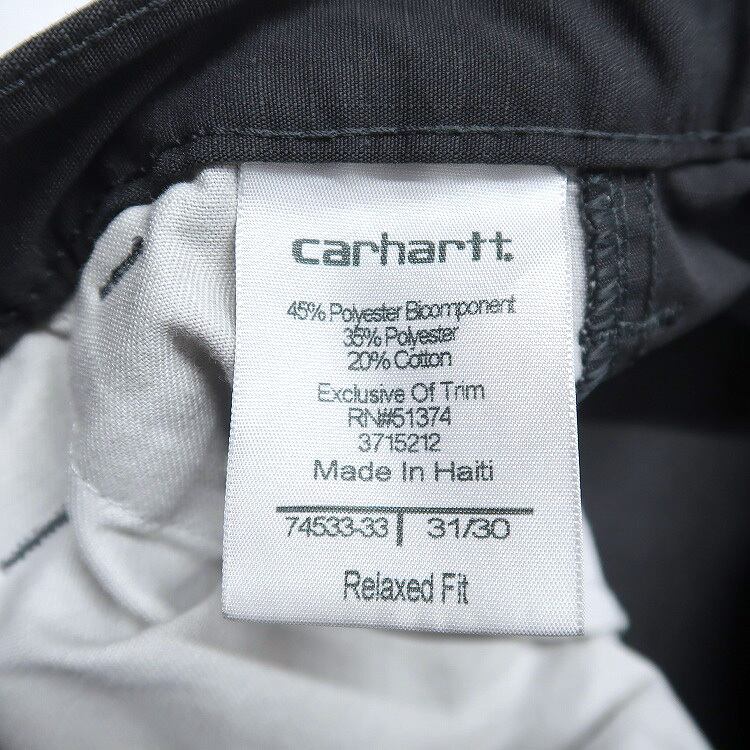 carhartt.
45% Polyester Bicomponent
35% Polyester
20% Cotton
Exclusive Of Trim
RN#51374
3715212
Made In Haiti
74533-33 | 31/30
Relaxed Fit